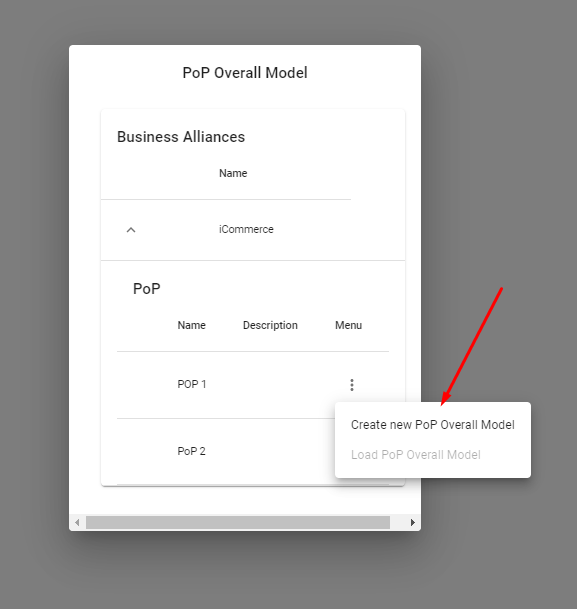 PoP Overall Model
Business Alliances
Name
iCommerce
PoP
Name Description Menu
POP 1
Create new PoP Overall Model
PoP 2
Load PoP Overall Model